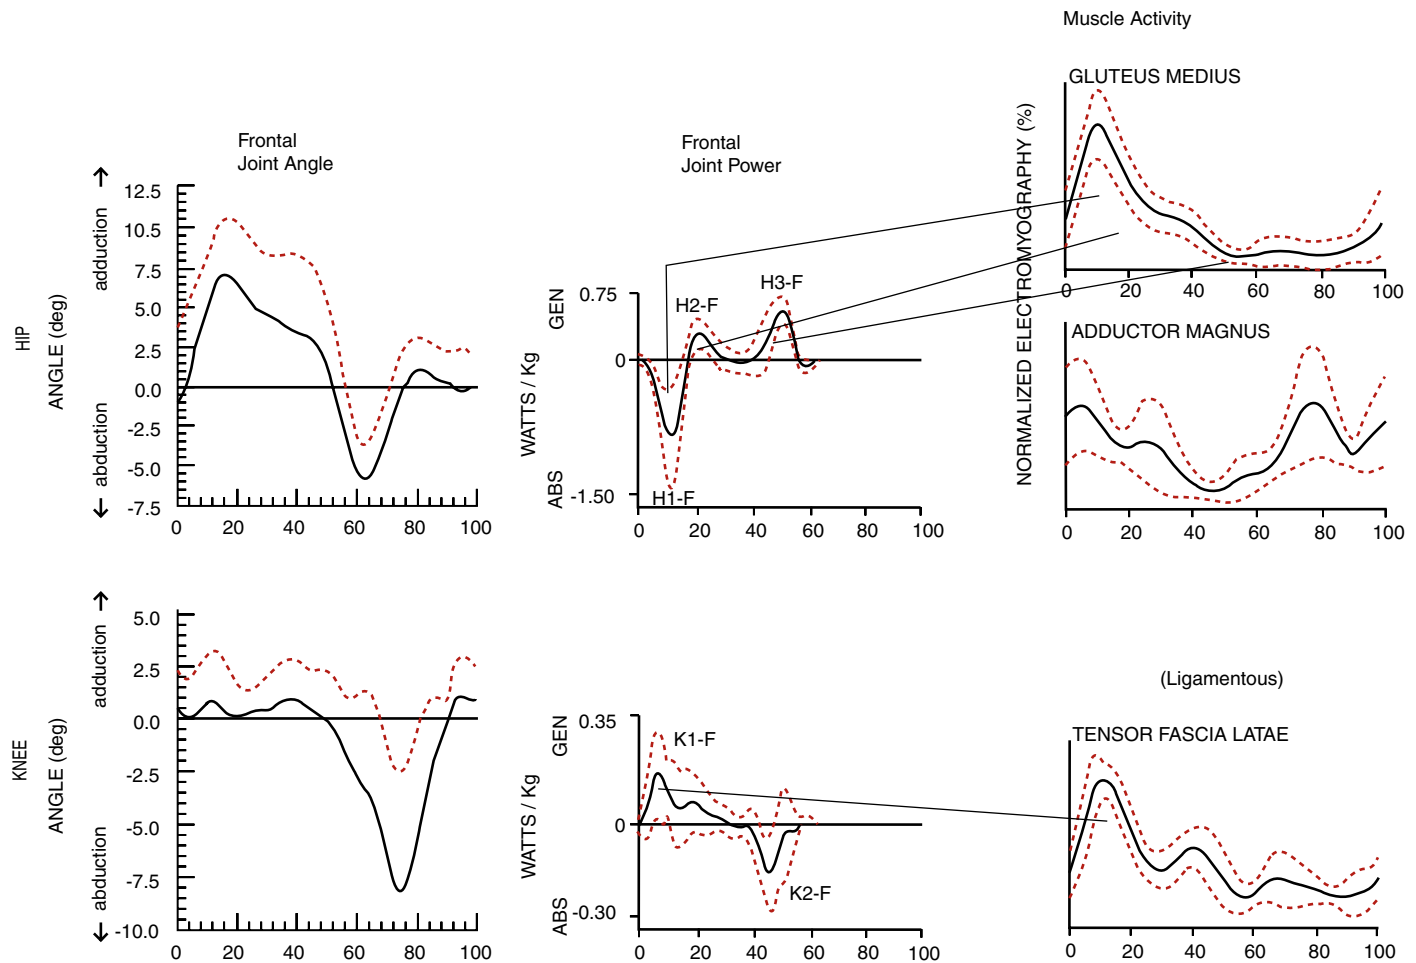 Muscle Activity
GLUTEUS MEDIUS
Frontal
Joint Angle
Frontal
Joint Power
HIP
ANGLE (deg)
← abduction adduction →
12.5
10.5
7.5
5.0
2.5
0.0
-2.5
-5.0
-7.5
0 20 40 60 80 100
WATTS / Kg
ABS GEN
0.75
0
-1.50
H1-F
H2-F
H3-F
0 20 40 60 100
NORMALIZED ELECTROMYOGRAPHY (%)
0 20 40 60 80 100
ADDUCTOR MAGNUS
0 20 40 60 80 100
KNEE
ANGLE (deg)
← abduction adduction →
5.0
2.5
0.0
-2.5
-5.0
-7.5
-10.0
0 20 40 60 80 100
WATTS / Kg
ABS GEN
0.35
0
-0.30
K1-F
K2-F
0 20 40 60 80 100
(Ligamentous)
TENSOR FASCIA LATAE
0 20 40 60 80 100